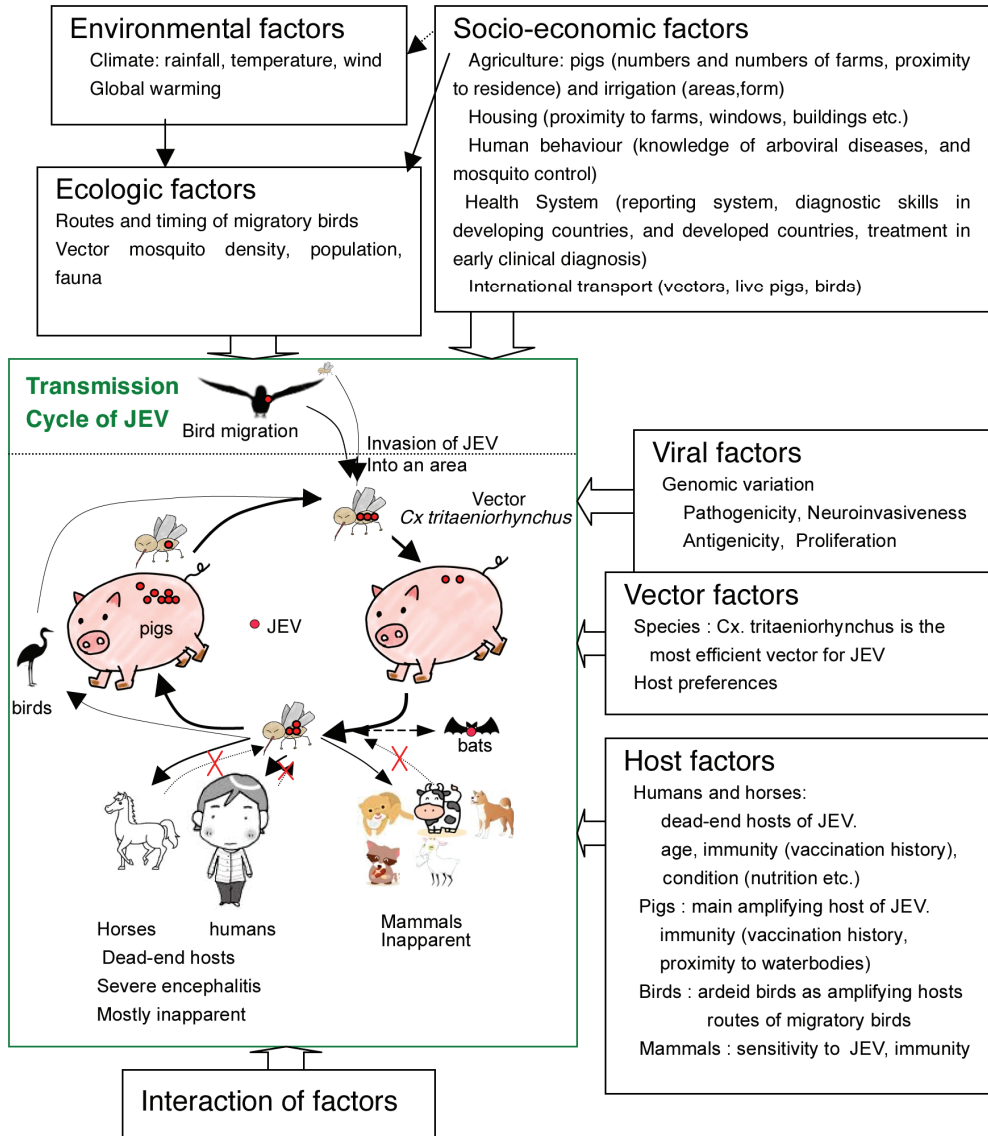 Environmental factors
Climate: rainfall, temperature, wind
Global warming
Socio-economic factors
Agriculture: pigs (numbers and numbers of farms, proximity
to residence) and irrigation (areas,form)
Housing (proximity to farms, windows, buildings etc.)
Human behaviour (knowledge of arboviral diseases, and
mosquito control)
Health System (reporting system, diagnostic skills in
developing countries, and developed countries, treatment in
early clinical diagnosis)
International transport (vectors, live pigs, birds)
Ecologic factors
Routes and timing of migratory birds
Vector mosquito density, population,
fauna
Transmission
Cycle of JEV
Bird migration
Invasion of JEV
Into an area
Vector
Cx tritaeniorhynchus
pigs
JEV
birds
bats
Horses humans
Dead-end hosts
Severe encephalitis
Mostly inapparent
Mammals
Inapparent
Viral factors
Genomic variation
Pathogenicity, Neuroinvasiveness
Antigenicity, Proliferation
Vector factors
Species : Cx. tritaeniorhynchus is the
most efficient vector for JEV
Host preferences
Host factors
Humans and horses:
dead-end hosts of JEV.
age, immunity (vaccination history),
condition (nutrition etc.)
Pigs : main amplifying host of JEV.
immunity (vaccination history,
proximity to waterbodies)
Birds : ardeid birds as amplifying hosts
routes of migratory birds
Mammals : sensitivity to JEV, immunity
Interaction of factors